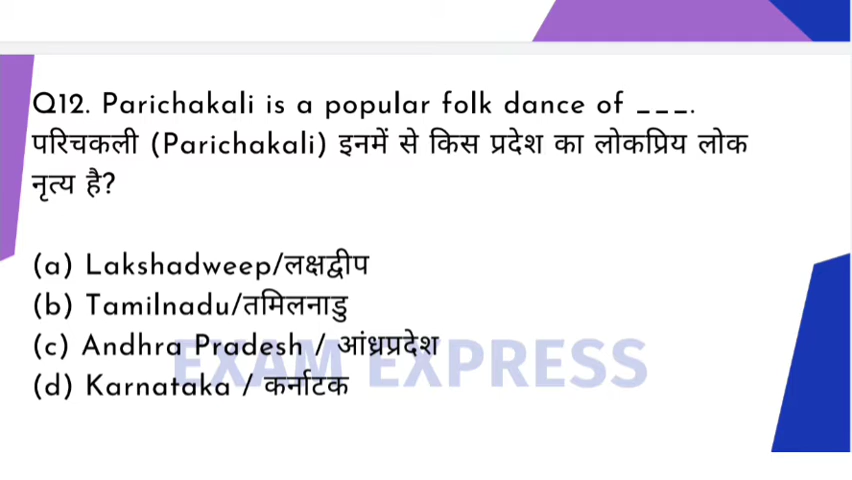 Q12. Parichakali is a popular folk dance of ___.
परिचकली (Parichakali) इनमें से किस प्रदेश का लोकप्रिय लोक
नृत्य है?
(a) Lakshadweep/लक्षद्वीप
(b) Tamilnadu/तमिलनाडु
(c) Andhra Pradesh / आंध्रप्रदेश
(d) Karnataka / कर्नाटक
EXAM EXPRESS